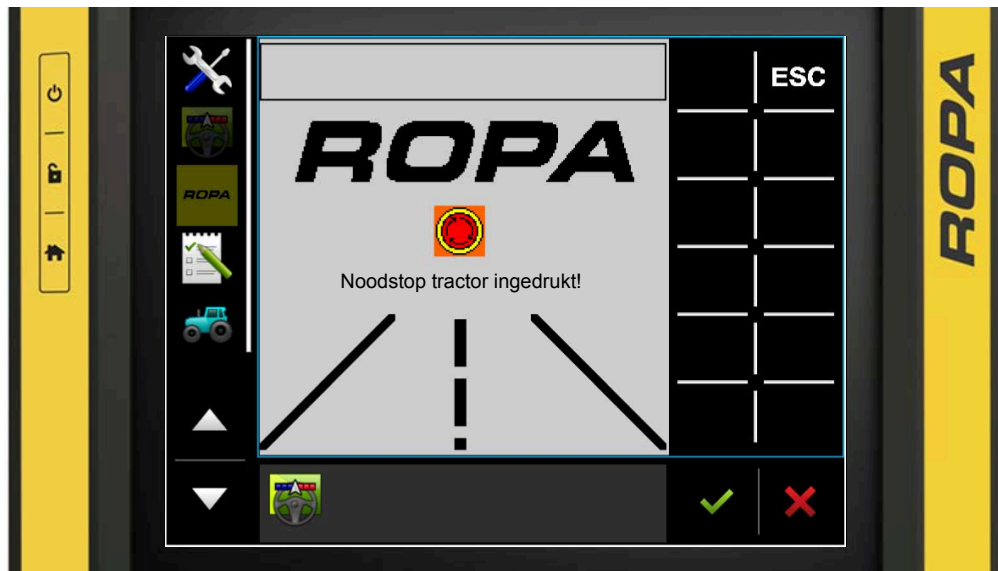 ESC
ROPA
ROPA
Noodstop tractor ingedrukt!
ROPA